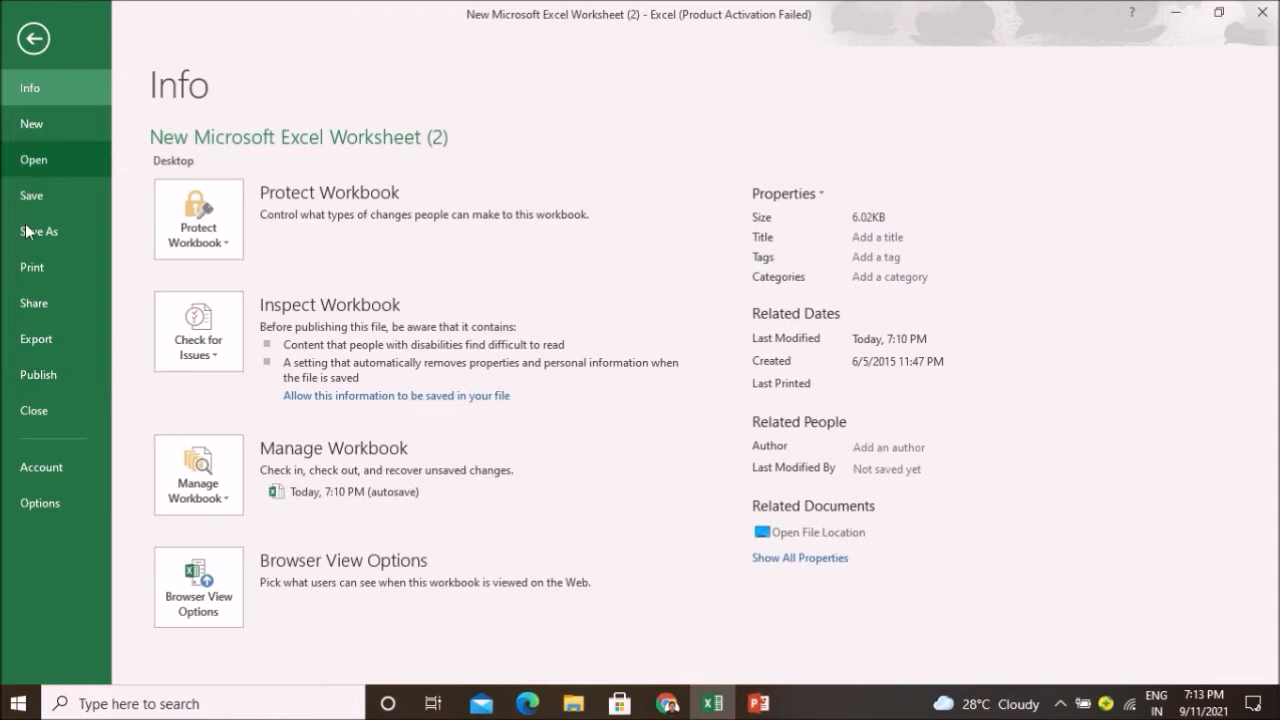 New Microsoft Excel Worksheet (2) - Excel (Product Activation Failed)
?
Info
New
Open
Save
Save As
Print
Share
Export
Publish
Close
Account
Options
Info
New Microsoft Excel Worksheet (2)
Desktop
Protect Workbook
Protect Workbook
Control what types of changes people can make to this workbook.
Check for Issues
Inspect Workbook
Before publishing this file, be aware that it contains:
Content that people with disabilities find difficult to read
A setting that automatically removes properties and personal information when
the file is saved
Allow this information to be saved in your file
Manage Workbook
Manage Workbook
Check in, check out, and recover unsaved changes.
Today, 7:10 PM (autosave)
Browser View Options
Browser View Options
Pick what users can see when this workbook is viewed on the Web.
Properties
Size 6.02KB
Title Add a title
Tags Add a tag
Categories Add a category
Related Dates
Last Modified Today, 7:10 PM
Created 6/5/2015 11:47 PM
Last Printed
Related People
Author Add an author
Last Modified By Not saved yet
Related Documents
Open File Location
Show All Properties
Type here to search
28°C Cloudy
ENG
IN
7:13 PM
9/11/2021